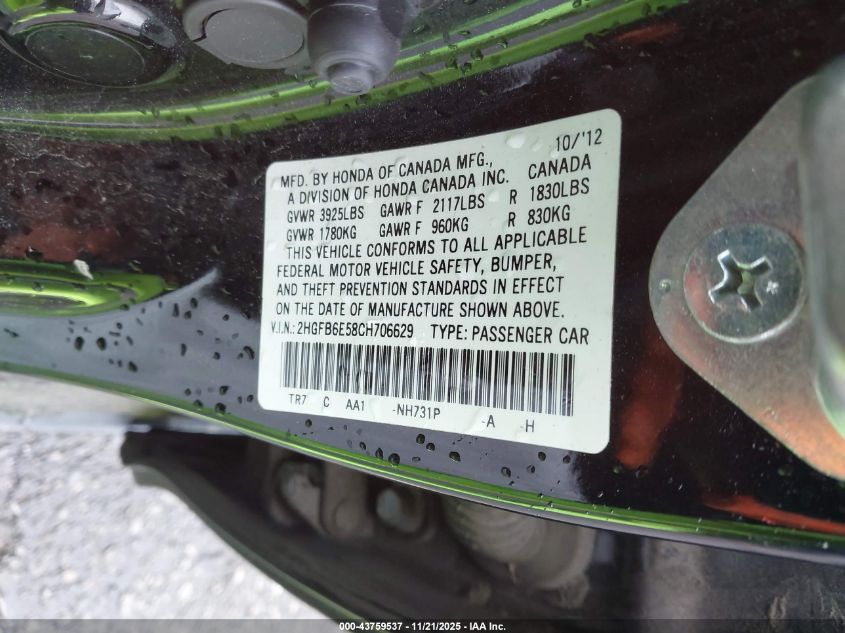 10/'12
MFD. BY HONDA OF CANADA MFG., CANADA
A DIVISION OF HONDA CANADA INC.
GVWR 3925LBS GAWR F 2117LBS R 1830LBS
GVWR 1780KG GAWR F 960KG R 830KG
THIS VEHICLE CONFORMS TO ALL APPLICABLE
FEDERAL MOTOR VEHICLE SAFETY, BUMPER,
AND THEFT PREVENTION STANDARDS IN EFFECT
ON THE DATE OF MANUFACTURE SHOWN ABOVE.
V.I.N.:2HGFB6E58CH706629 TYPE: PASSENGER CAR
TR7 C AA1 -NH731P -A -H
000-43759537 - 11/21/2025 - IAA Inc.